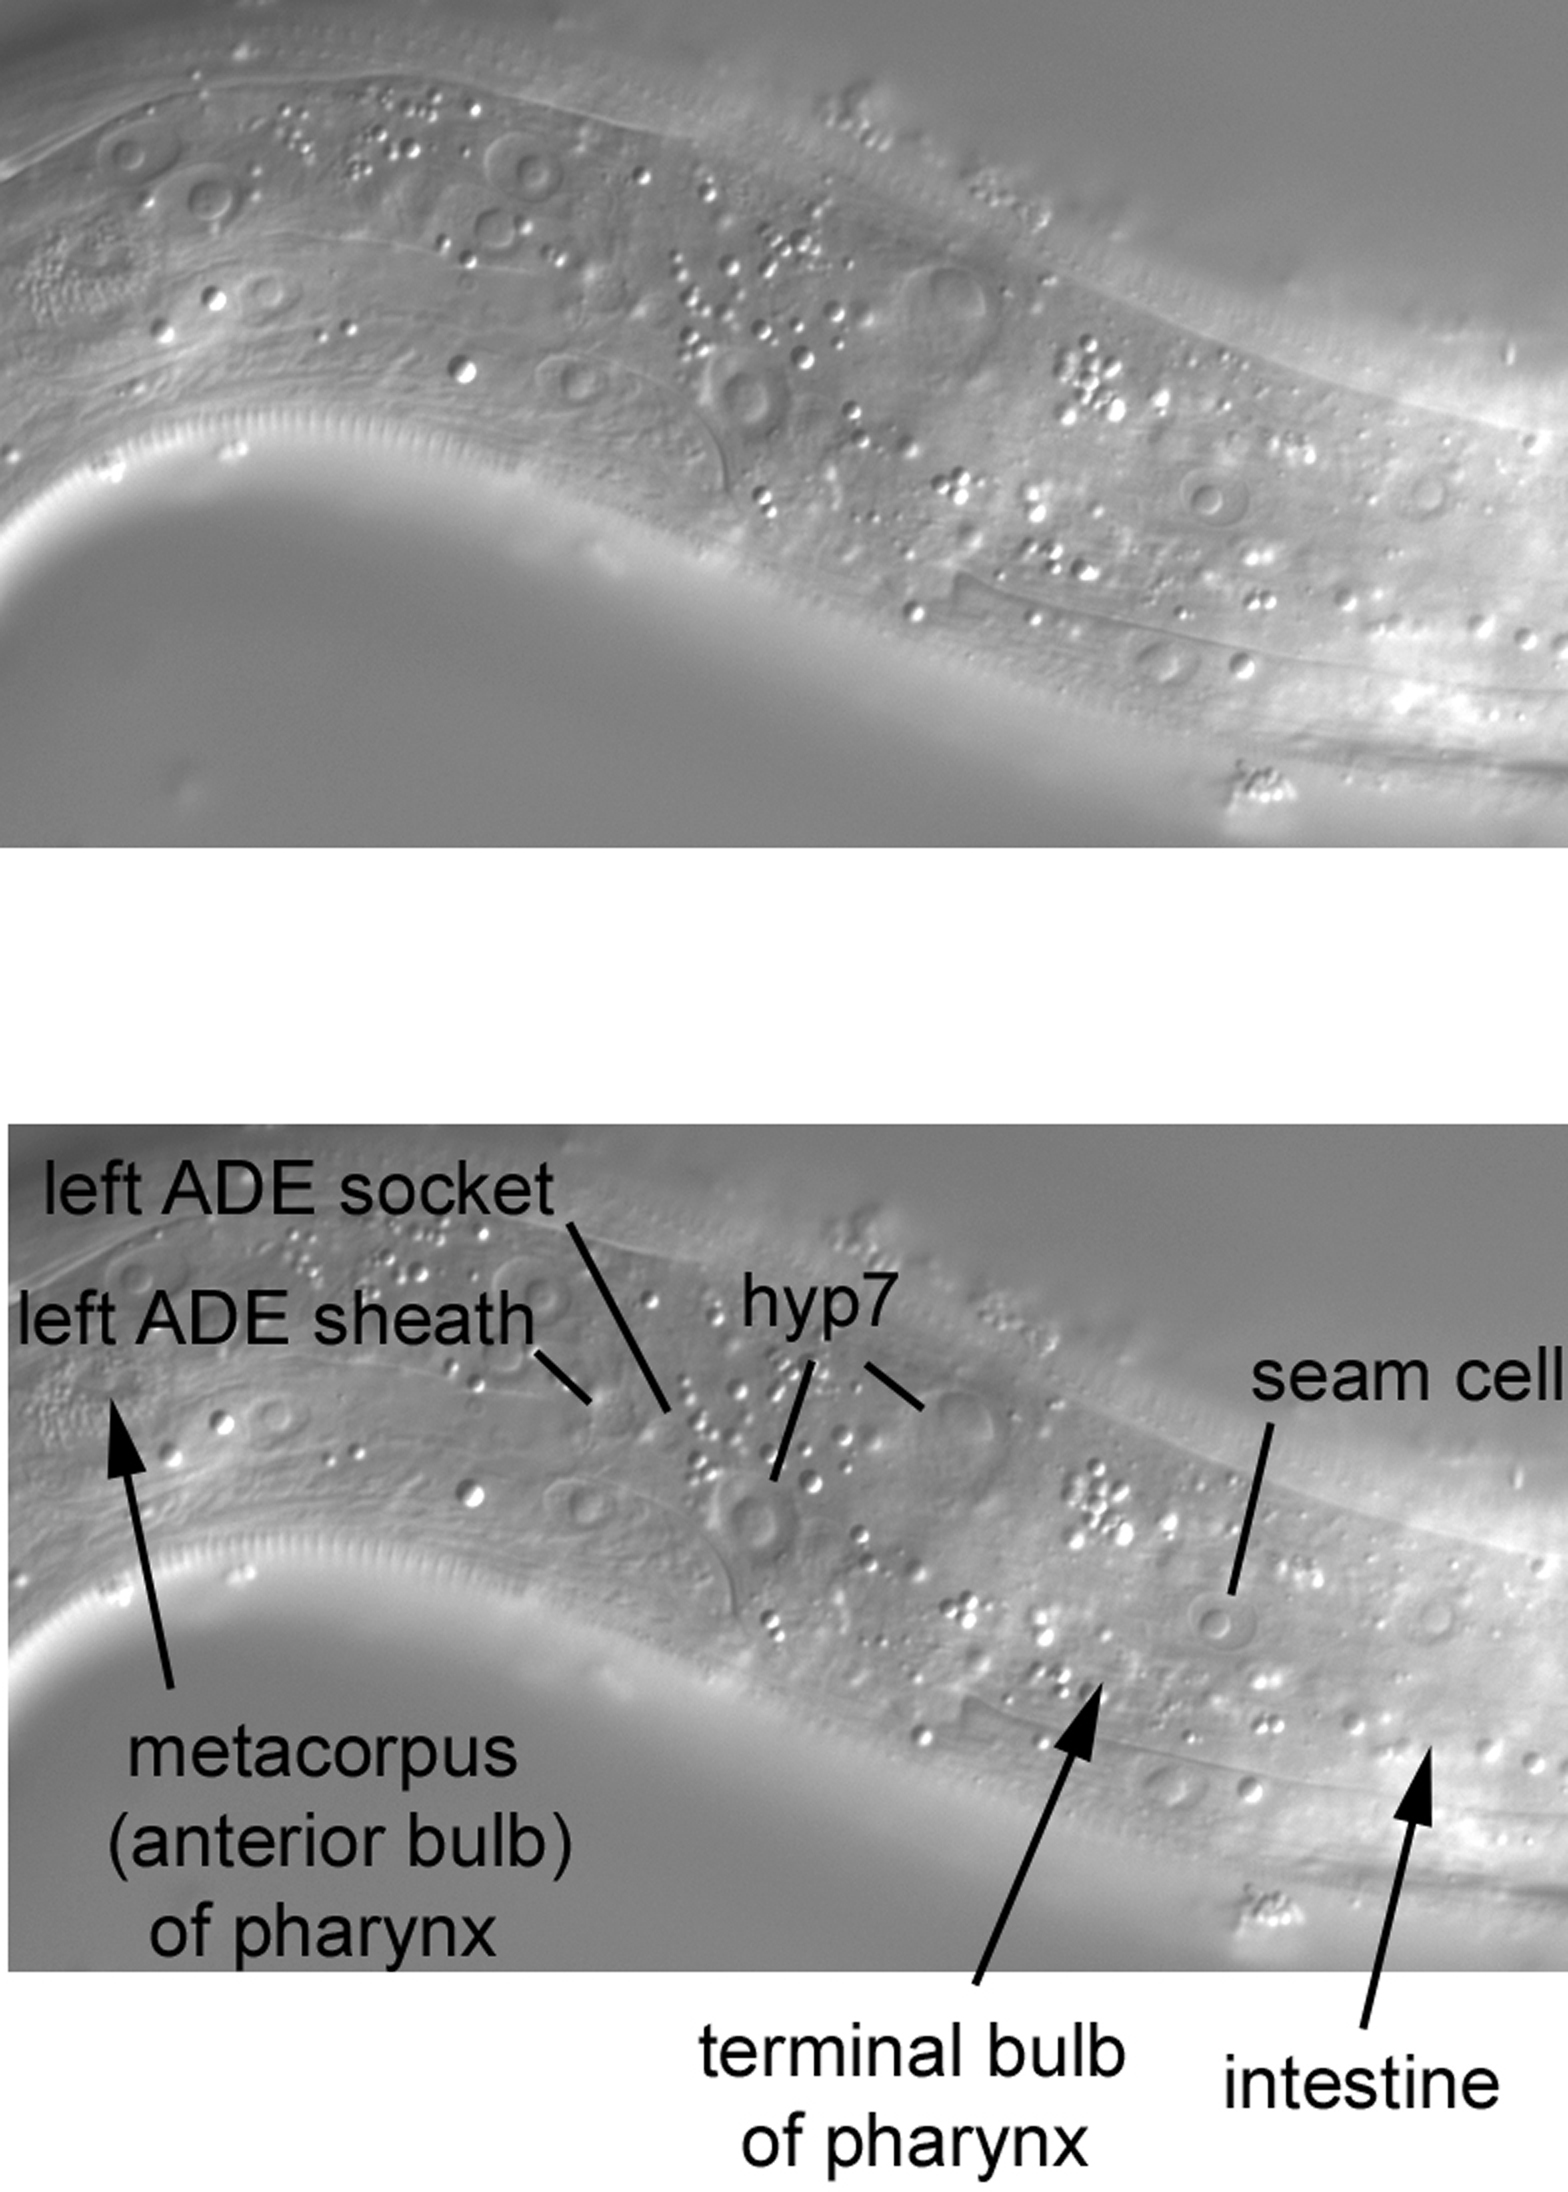 left ADE socket
left ADE sheath
hyp7
seam cell
metacorpus
(anterior bulb)
of pharynx
terminal bulb
of pharynx
intestine